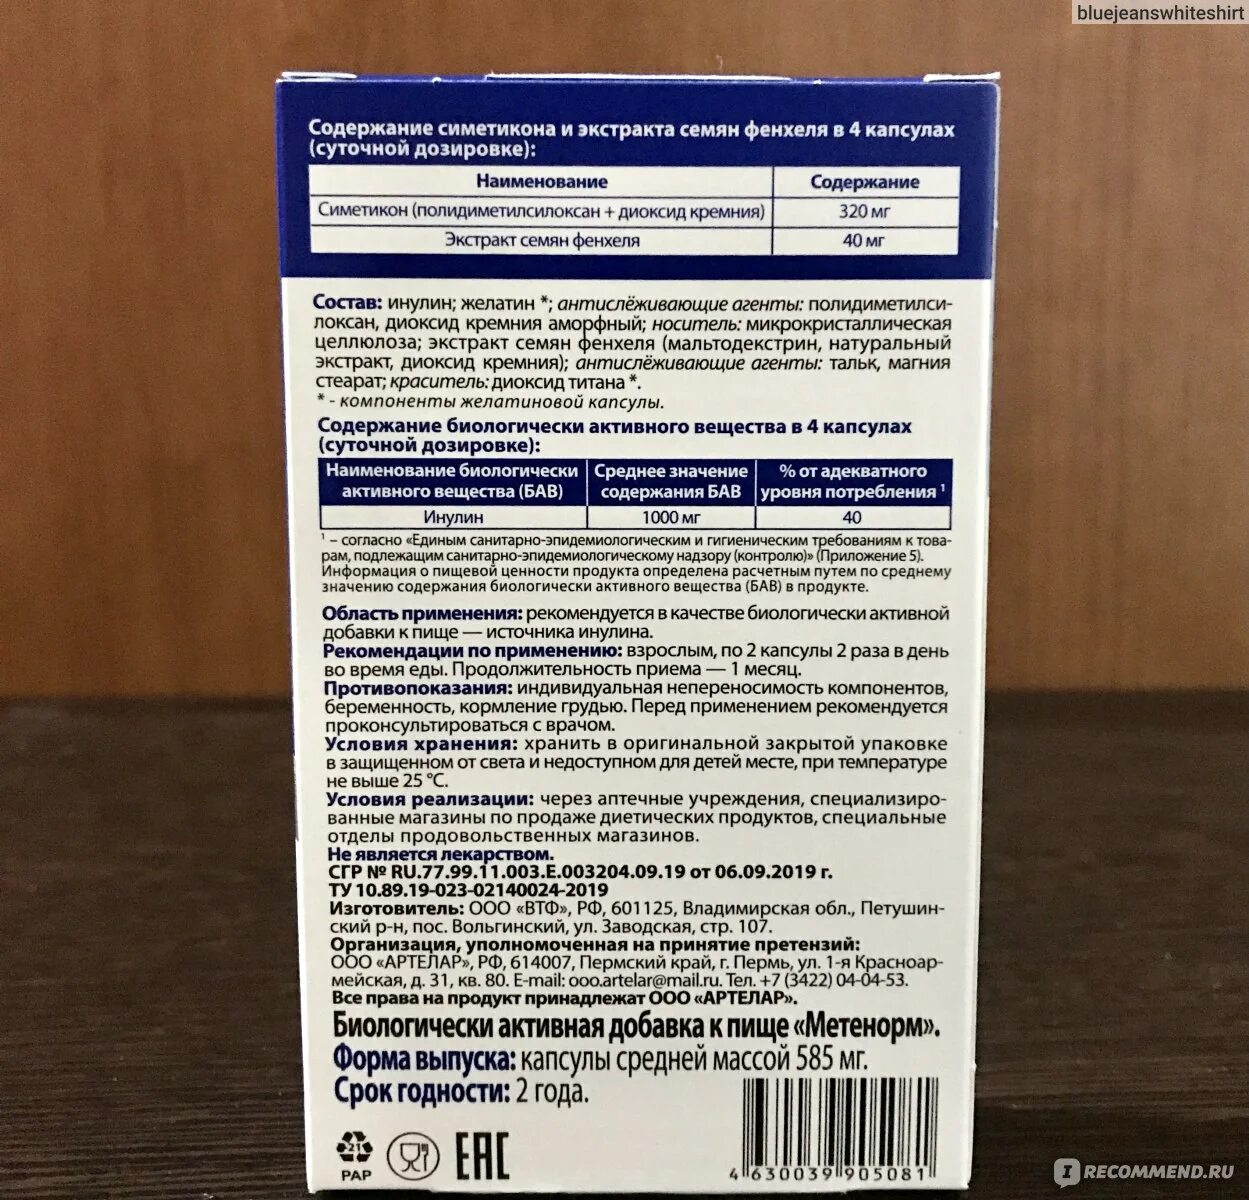 bluejeanswhiteshirt
Содержание симетикона и экстракта семян фенхеля в 4 капсулах
(суточной дозировке):
Наименование Содержание
Симетикон (полидиметилсилоксан + диоксид кремния) 320 мг
Экстракт семян фенхеля 40 мг
Состав: инулин; желатин *; антислёживающие агенты: полидиметилси-
локсан, диоксид кремния аморфный; носитель: микрокристаллическая
целлюлоза; экстракт семян фенхеля (мальтодекстрин, натуральный
экстракт, диоксид кремния); антислёживающие агенты: тальк, магния
стеарат; краситель: диоксид титана *.
* - компоненты желатиновой капсулы.
Содержание биологически активного вещества в 4 капсулах
(суточной дозировке):
Наименование биологически Среднее значение % от адекватного
активного вещества (БАВ) содержания БАВ уровня потребления ¹
Инулин 1000 мг 40
¹ – согласно «Единым санитарно-эпидемиологическим и гигиеническим требованиям к това-
рам, подлежащим санитарно-эпидемиологическому надзору (контролю)» (Приложение 5).
Информация о пищевой ценности продукта определена расчетным путем по среднему
значению содержания биологически активного вещества (БАВ) в продукте.
Область применения: рекомендуется в качестве биологически активной
добавки к пище — источника инулина.
Рекомендации по применению: взрослым, по 2 капсулы 2 раза в день
во время еды. Продолжительность приема — 1 месяц.
Противопоказания: индивидуальная непереносимость компонентов,
беременность, кормление грудью. Перед применением рекомендуется
проконсультироваться с врачом.
Условия хранения: хранить в оригинальной закрытой упаковке
в защищенном от света и недоступном для детей месте, при температуре
не выше 25 °С.
Условия реализации: через аптечные учреждения, специализиро-
ванные магазины по продаже диетических продуктов, специальные
отделы продовольственных магазинов.
Не является лекарством.
СГР № RU.77.99.11.003.Е.003204.09.19 от 06.09.2019 г.
ТУ 10.89.19-023-02140024-2019
Изготовитель: ООО «ВТФ», РФ, 601125, Владимирская обл., Петушин-
ский р-н, пос. Вольгинский, ул. Заводская, стр. 107.
Организация, уполномоченная на принятие претензий:
ООО «АРТЕЛАР», РФ, 614007, Пермский край, г. Пермь, ул. 1-я Красноар-
мейская, д. 31, кв. 80. E-mail: ooo.artelar@mail.ru. Тел. +7 (3422) 04-04-53.
Все права на продукт принадлежат ООО «АРТЕЛАР».
Биологически активная добавка к пище «Метенорм».
Форма выпуска: капсулы средней массой 585 мг.
Срок годности: 2 года.
21
PAP
EAC
4 630039 905081
I RECOMMEND.RU